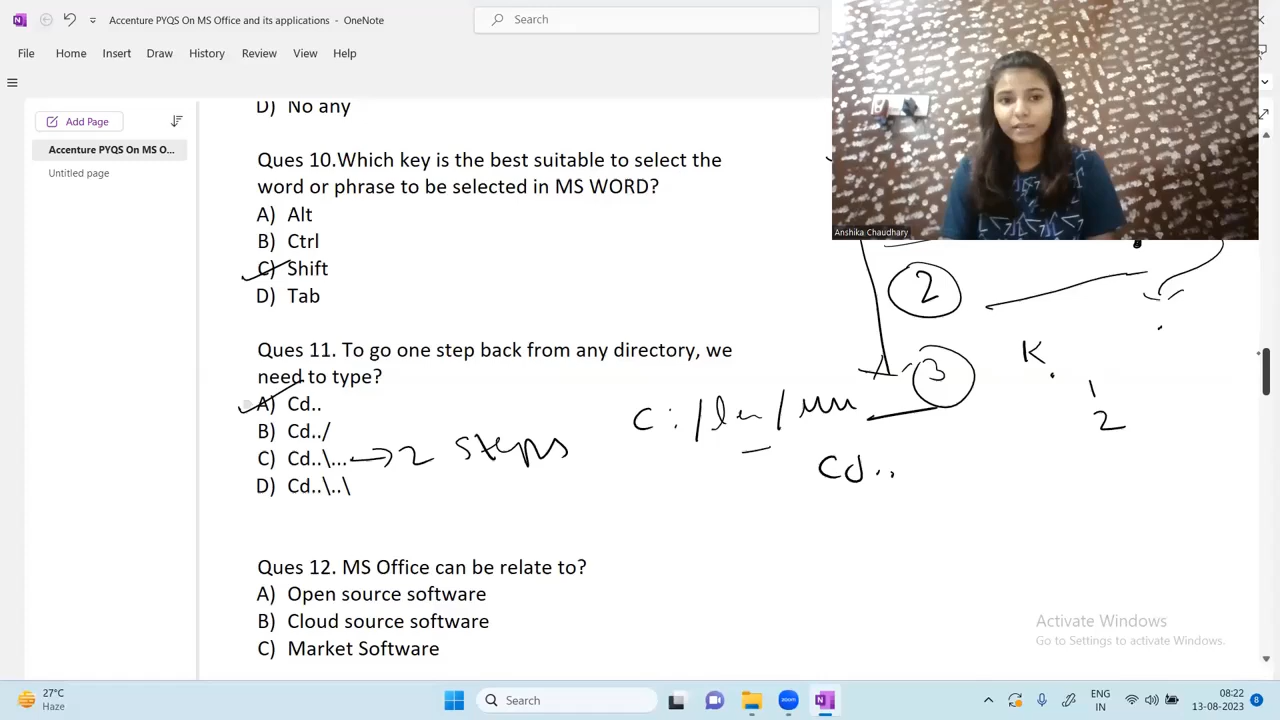 Accenture PYQS On MS Office and its applications - OneNote
Search
File Home Insert Draw History Review View Help
Add Page
Accenture PYQS On MS O...
Untitled page
D) No any
Ques 10.Which key is the best suitable to select the
word or phrase to be selected in MS WORD?
A) Alt
B) Ctrl
C) Shift
D) Tab
Ques 11. To go one step back from any directory, we
need to type?
A) Cd..
B) Cd../
C) Cd..\... 2 steps
D) Cd..\..\
Ques 12. MS Office can be relate to?
A) Open source software
B) Cloud source software
C) Market Software
Anshika Chaudhary
2
3
K.
1
2
C:/
Cd..
Activate Windows
Go to Settings to activate Windows.
27°C
Haze
Search
zoom
ENG
IN
08:22
13-08-2023
8